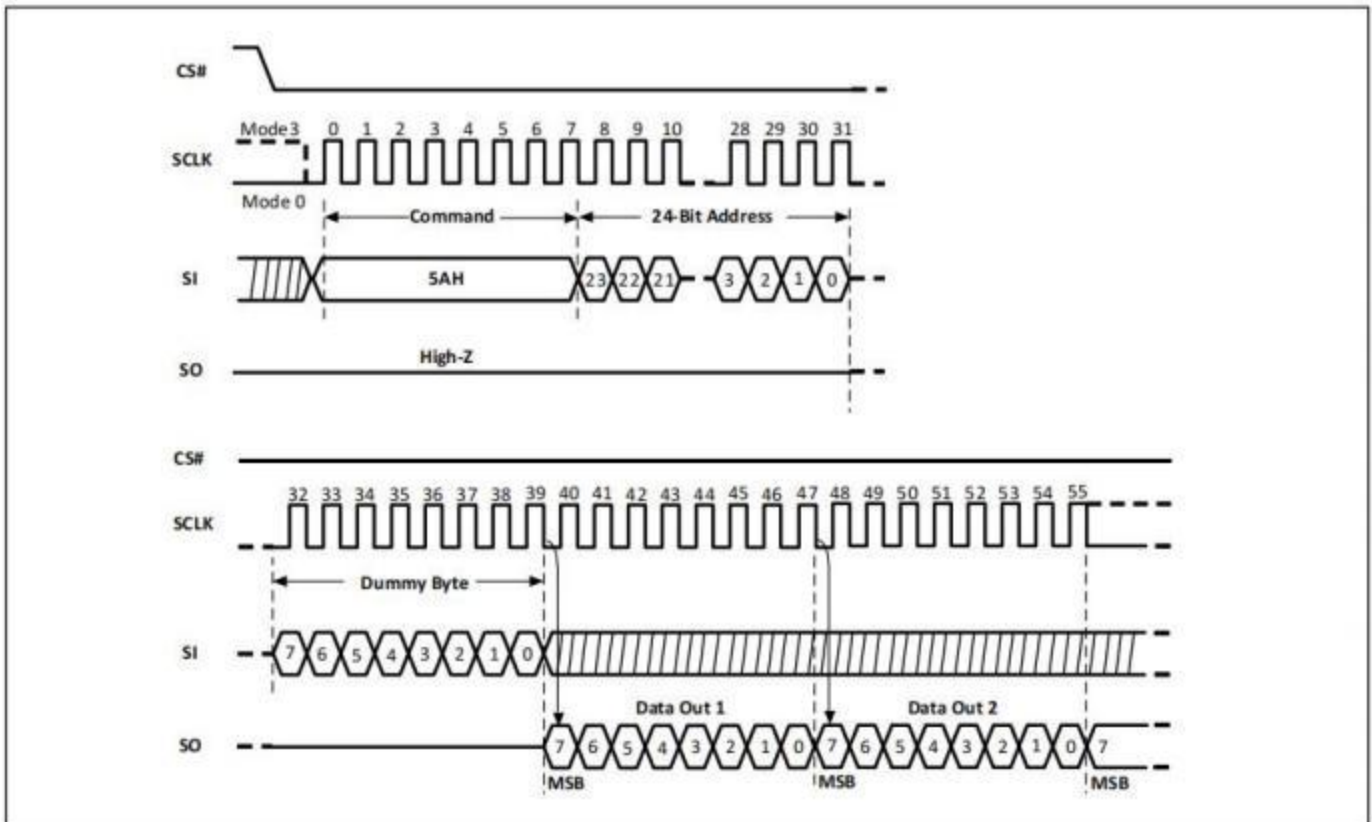 CS#
Mode3 0 1 2 3 4 5 6 7 8 9 10 28 29 30 31
SCLK
Mode 0
Command 24-Bit Address
SI 5AH 23 22 21 3 2 1 0
High-Z
SO
CS#
32 33 34 35 36 37 38 39 40 41 42 43 44 45 46 47 48 49 50 51 52 53 54 55
SCLK
Dummy Byte
SI 7 6 5 4 3 2 1 0
Data Out 1 Data Out 2
SO 7 6 5 4 3 2 1 0 7 6 5 4 3 2 1 0 7
MSB MSB MSB